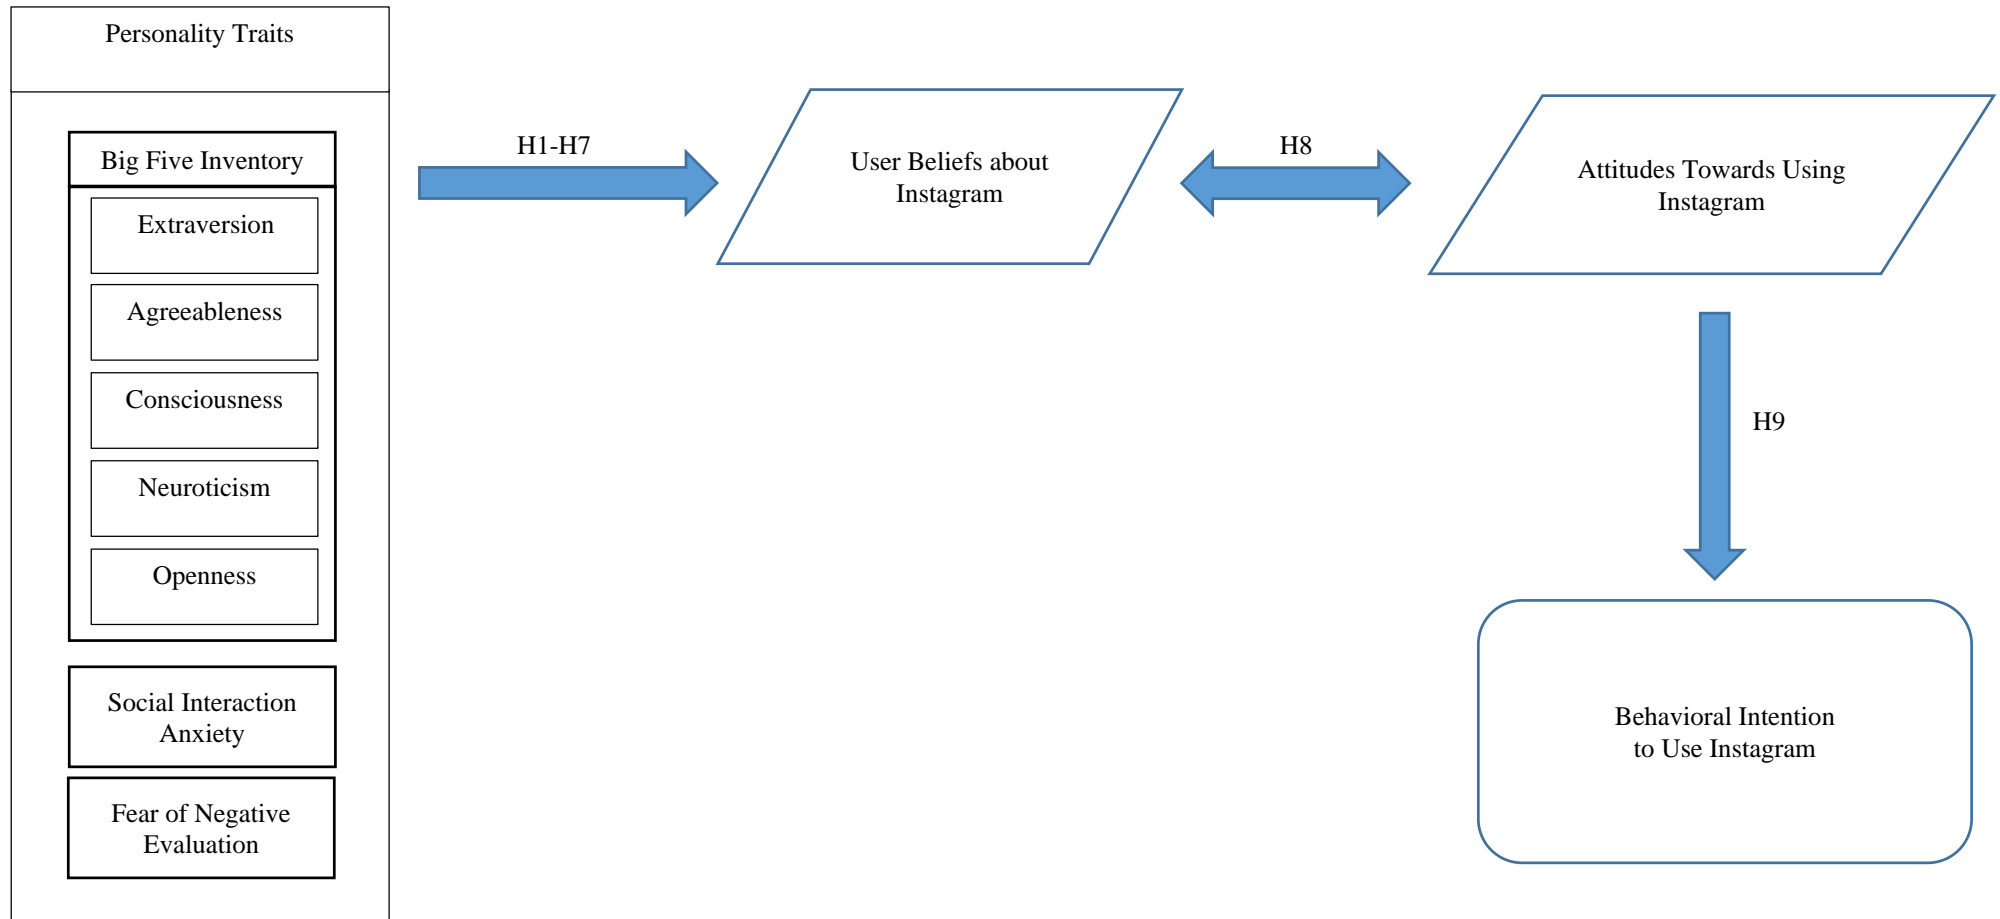 Personality Traits
Big Five Inventory
Extraversion
Agreeableness
Consciousness
Neuroticism
Openness
Social Interaction
Anxiety
Fear of Negative
Evaluation
H1-H7
User Beliefs about
Instagram
H8
Attitudes Towards Using
Instagram
H9
Behavioral Intention
to Use Instagram